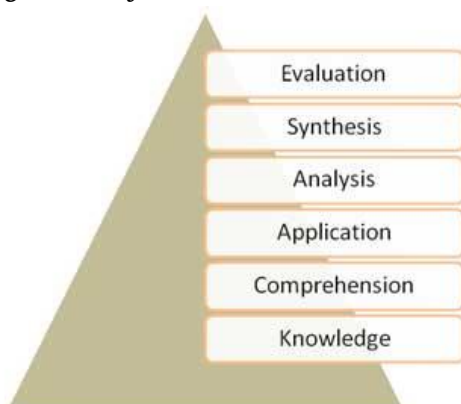 Evaluation
Synthesis
Analysis
Application
Comprehension
Knowledge